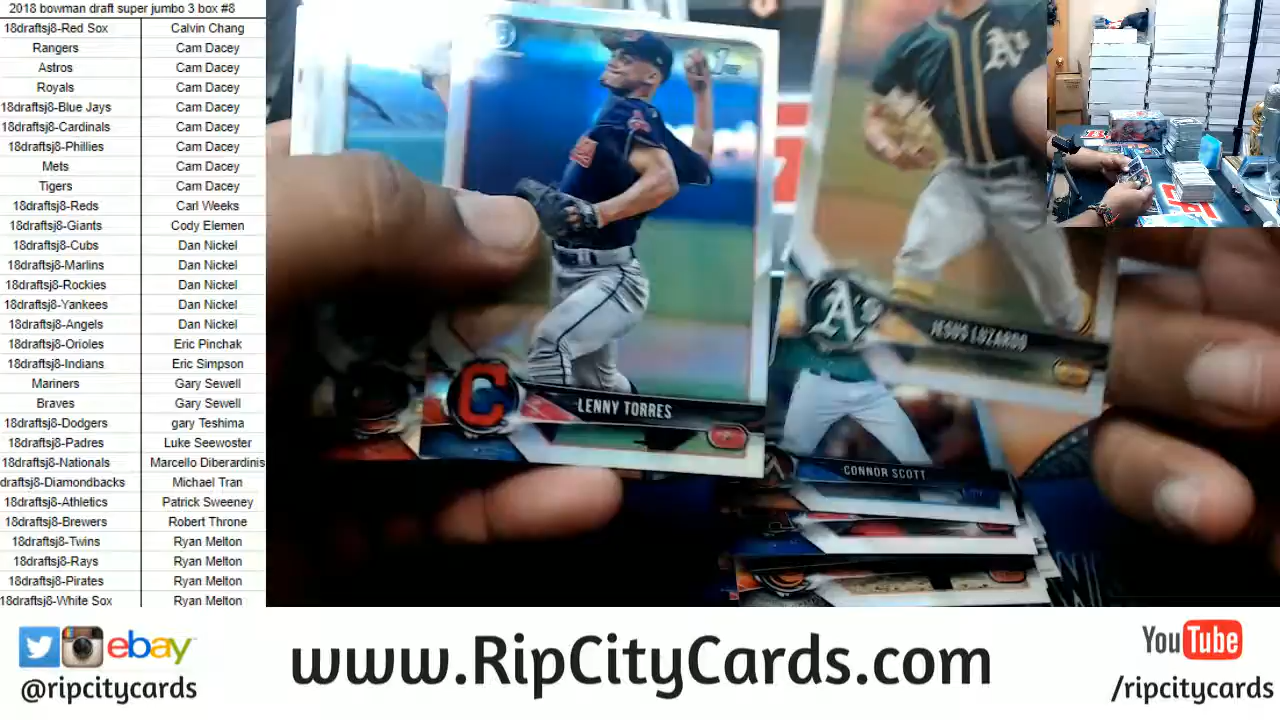 2018 bowman draft super jumbo 3 box #8
18draftsj8-Red Sox Calvin Chang
Rangers Cam Dacey
Astros Cam Dacey
Royals Cam Dacey
18draftsj8-Blue Jays Cam Dacey
18draftsj8-Cardinals Cam Dacey
18draftsj8-Phillies Cam Dacey
Mets Cam Dacey
Tigers Cam Dacey
18draftsj8-Reds Carl Weeks
18draftsj8-Giants Cody Elemen
18draftsj8-Cubs Dan Nickel
18draftsj8-Marlins Dan Nickel
18draftsj8-Rockies Dan Nickel
18draftsj8-Yankees Dan Nickel
18draftsj8-Angels Dan Nickel
18draftsj8-Orioles Eric Pinchak
18draftsj8-Indians Eric Simpson
Mariners Gary Sewell
Braves Gary Sewell
18draftsj8-Dodgers gary Teshima
18draftsj8-Padres Luke Seewoster
18draftsj8-Nationals Marcello Diberardinis
draftsj8-Diamondbacks Michael Tran
18draftsj8-Athletics Patrick Sweeney
18draftsj8-Brewers Robert Throne
18draftsj8-Twins Ryan Melton
18draftsj8-Rays Ryan Melton
18draftsj8-Pirates Ryan Melton
18draftsj8-White Sox Ryan Melton
1st
C
LENNY TORRES
A's
A's
JESUS LUZARDO
CONNOR SCOTT
ebay
@ripcitycards
www.RipCityCards.com
YouTube
/ripcitycards